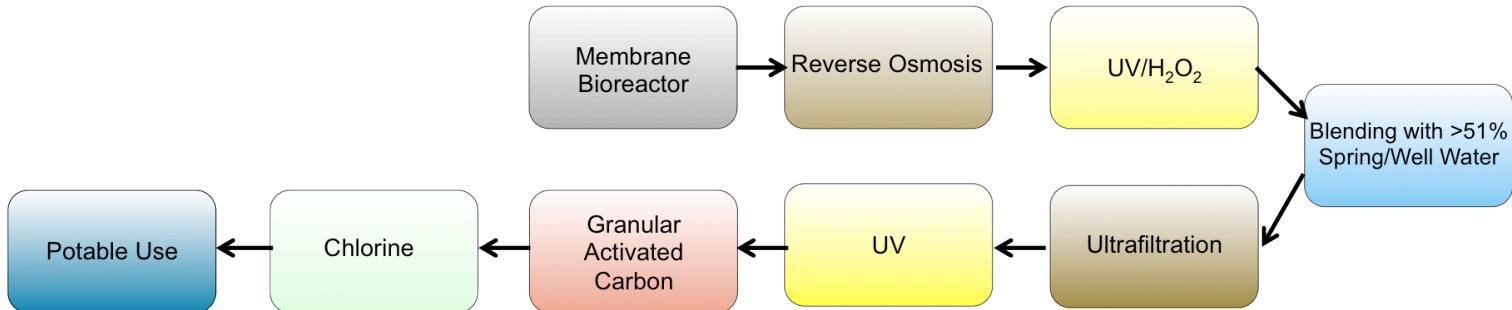 Membrane
Bioreactor
Reverse Osmosis
UV/H₂O₂
Blending with >51%
Spring/Well Water
Ultrafiltration
UV
Granular
Activated
Carbon
Chlorine
Potable Use